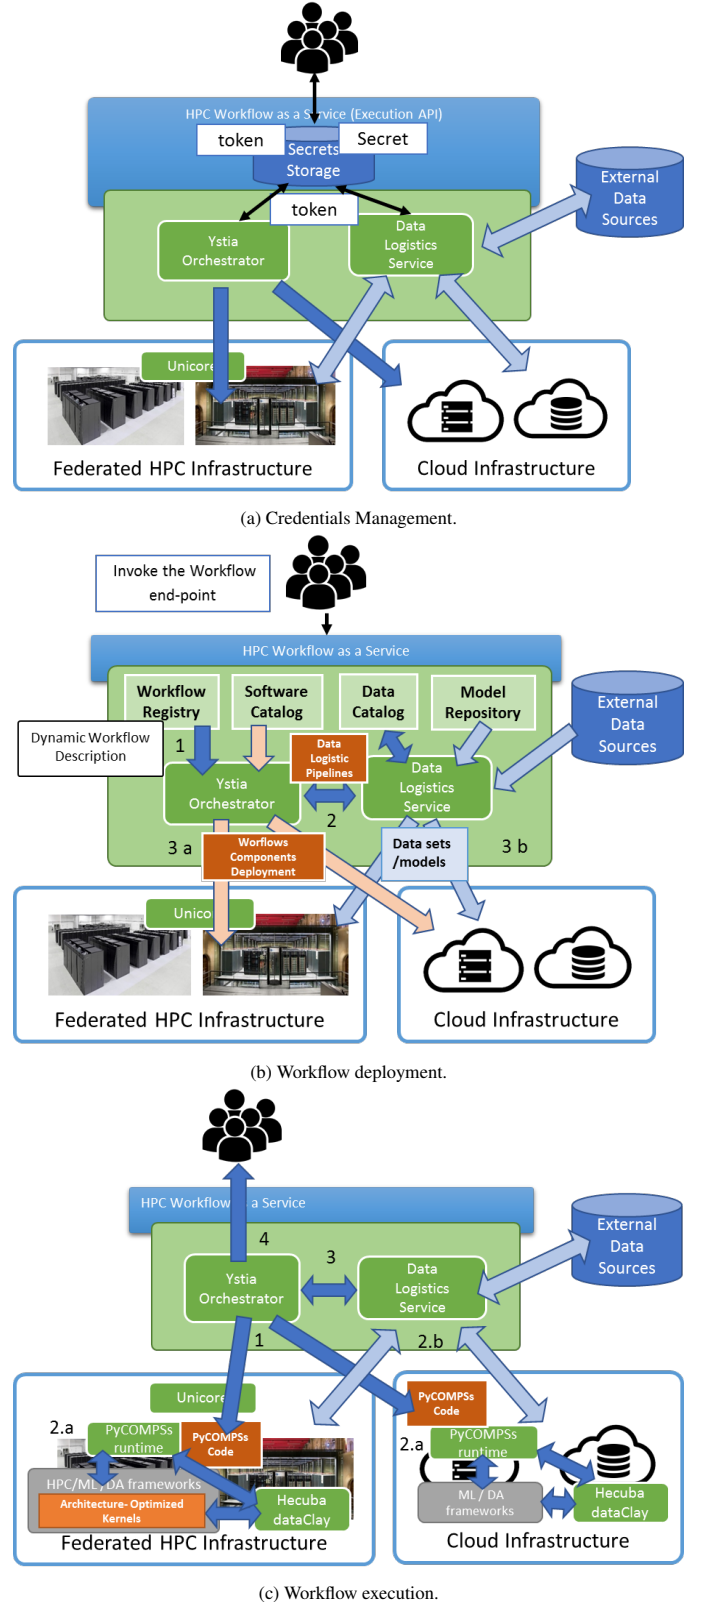 HPC Workflow as a Service (Execution API)
token
Secret
Secrets
Storage
token
External
Data
Sources
Ystia
Orchestrator
Data
Logistics
Service
Unicore
Federated HPC Infrastructure
Cloud Infrastructure
(a) Credentials Management.
Invoke the Workflow
end-point
HPC Workflow as a Service
Workflow
Registry
Software
Catalog
Data
Catalog
Model
Repository
External
Data
Sources
Dynamic Workflow
Description
1
Data
Logistic
Pipelines
Ystia
Orchestrator
2
Data
Logistics
Service
3 a
Worflows
Components
Deployment
Data sets
/models
3 b
Unico
Federated HPC Infrastructure
Cloud Infrastructure
(b) Workflow deployment.
HPC Workflow as a Service
4
External
Data
Sources
Ystia
Orchestrator
3
Data
Logistics
Service
1
2.b
Unicore
2.a
PyCOMPSs
runtime
PyCOMPSs
Code
HPC/ML/DA frameworks
Architecture- Optimized
Kernels
Hecuba
dataClay
Federated HPC Infrastructure
PyCOMPSs
Code
2.a
PyCOMPSs
runtime
ML / DA
frameworks
Hecuba
dataClay
Cloud Infrastructure
(c) Workflow execution.